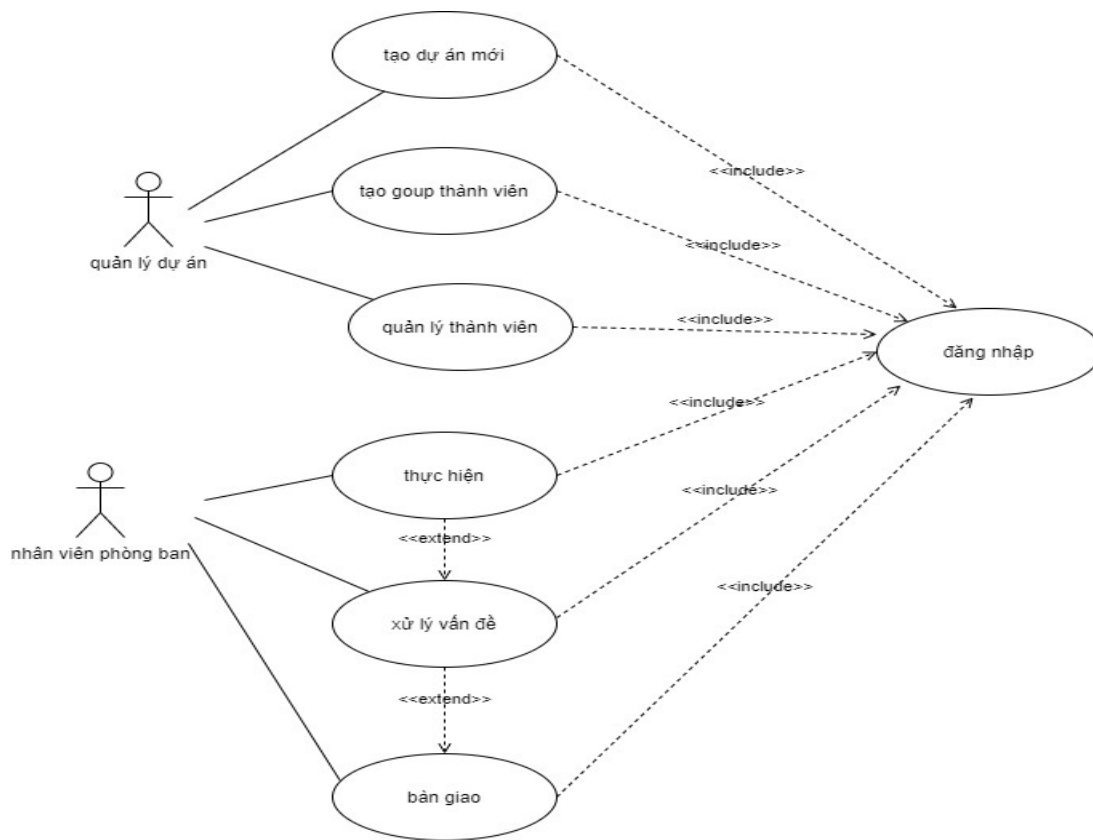 tạo dự án mới
<<include>>
tạo goup thành viên
<<include>>
quản lý dự án
quản lý thành viên
<<include>>
đăng nhập
<<include>>
thực hiện
<<include>>
nhân viên phòng ban
<<extend>>
<<include>>
xử lý vấn đề
<<extend>>
bàn giao